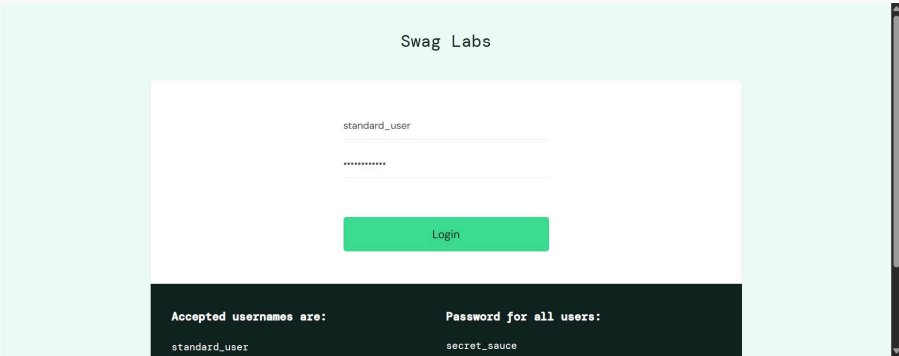 Swag Labs
standard_user
••••••••••••
Login
Accepted usernames are:
standard_user
Password for all users:
secret_sauce